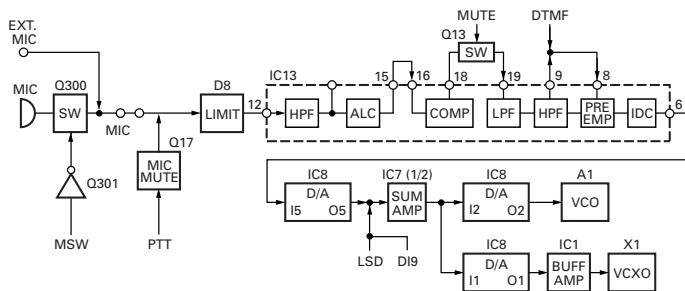 EXT.
MIC
MIC
Q300
SW
Q301
MSW
MIC
Q17
MIC
MUTE
PTT
D8
LIMIT
12
IC13
HPF
ALC
15
16
COMP
18
MUTE
Q13
SW
19
LPF
DTMF
9
HPF
8
PRE
EMP
IDC
6
IC8
D/A
I5
O5
LSD
DI9
IC7 (1/2)
SUM
AMP
IC8
D/A
I2
O2
A1
VCO
IC8
D/A
I1
O1
IC1
BUFF
AMP
X1
VCXO